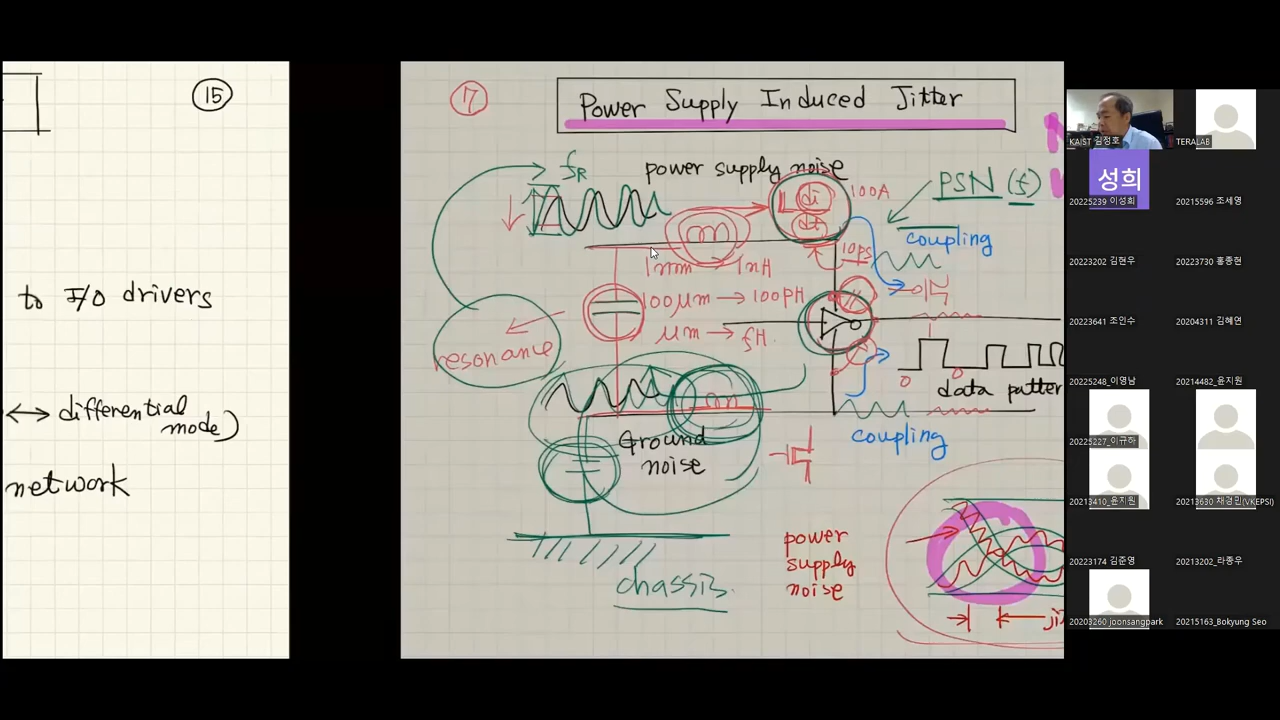 15
to I/O drivers
differential
mode)
network
7
Power Supply Induced Jitter
fR
power supply noise
L di
dt
100A
PSN (f)
coupling
10ps
1mm 1nH
100μm → 100pH
μm → fH
resonance
data patter
Ground
noise
coupling
chassis
power
supply
noise
KAIST 김정호
TERALAB
성희
20225239 이성희
20215596 조세영
20223202 김현우
20223730 홍종현
20223641 조인수
20204311 김혜연
20225248_이영남
20214482_윤지원
20225227_이규하
20213410_윤지원
20213630 채경민(VKEPSI)
20223174 김준영
20213202_라종우
20203260 joonsangpark
20215163_Bokyung Seo